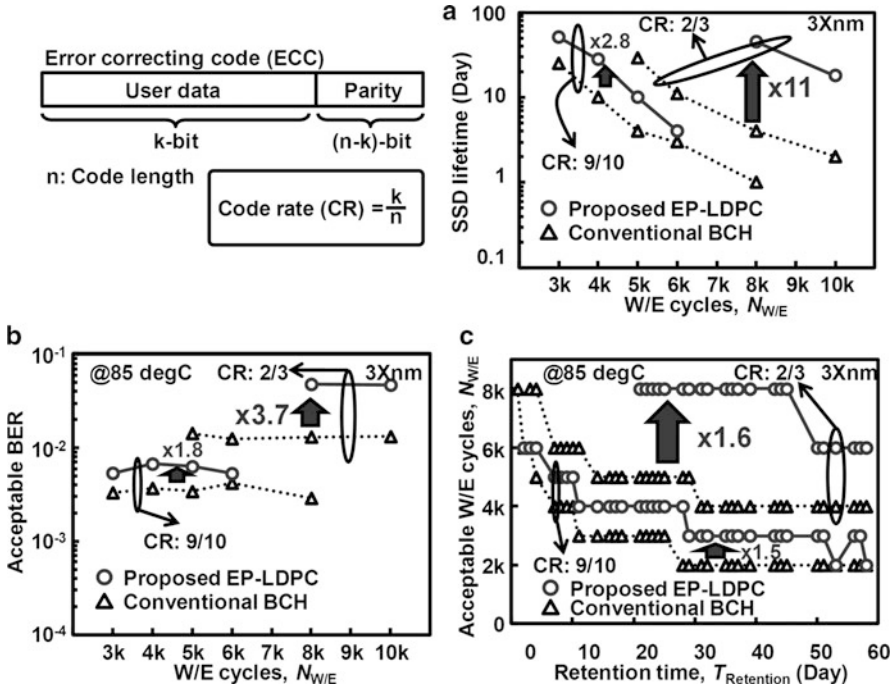 Error correcting code (ECC)
User data
Parity
k-bit
(n-k)-bit
n: Code length
Code rate (CR) = k/n
a
SSD lifetime (Day)
100
10
1
0.1
x2.8
CR: 2/3
3Xnm
x11
CR: 9/10
Proposed EP-LDPC
Conventional BCH
3k 4k 5k 6k 7k 8k 9k 10k
W/E cycles, NW/E
b
Acceptable BER
10-1
10-2
10-3
10-4
@85 degC
CR: 2/3
3Xnm
x3.7
x1.8
CR: 9/10
Proposed EP-LDPC
Conventional BCH
3k 4k 5k 6k 7k 8k 9k 10k
W/E cycles, NW/E
c
Acceptable W/E cycles, NW/E
8k
6k
4k
2k
0
@85 degC
CR: 2/3
3Xnm
x1.6
x1.5
CR: 9/10
Proposed EP-LDPC
Conventional BCH
0 10 20 30 40 50 60
Retention time, TRetention (Day)